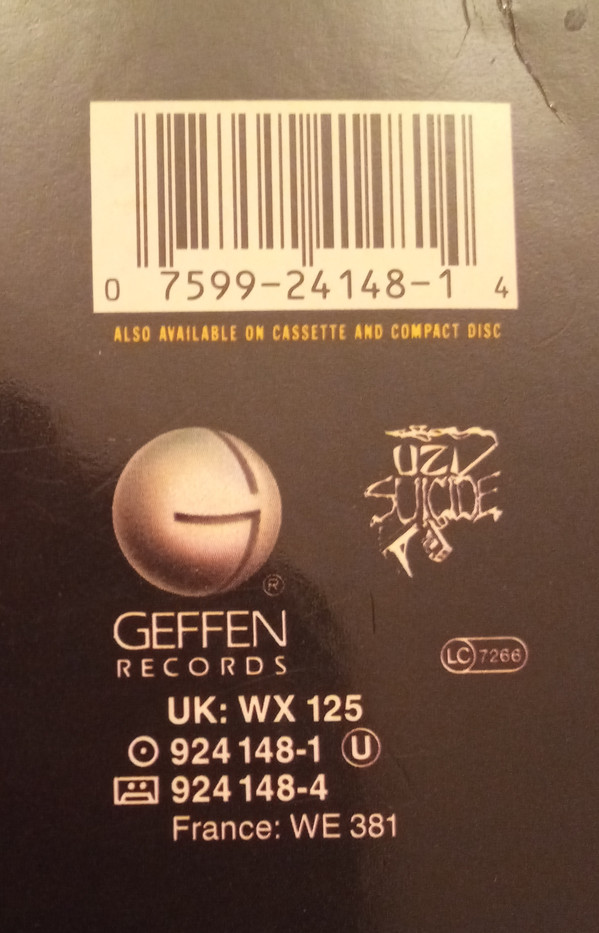 0 7599-24148-1 4
ALSO AVAILABLE ON CASSETTE AND COMPACT DISC
UZI
SUICIDE
®
GEFFEN
RECORDS
LC 7266
UK: WX 125
924 148-1 U
924 148-4
France: WE 381